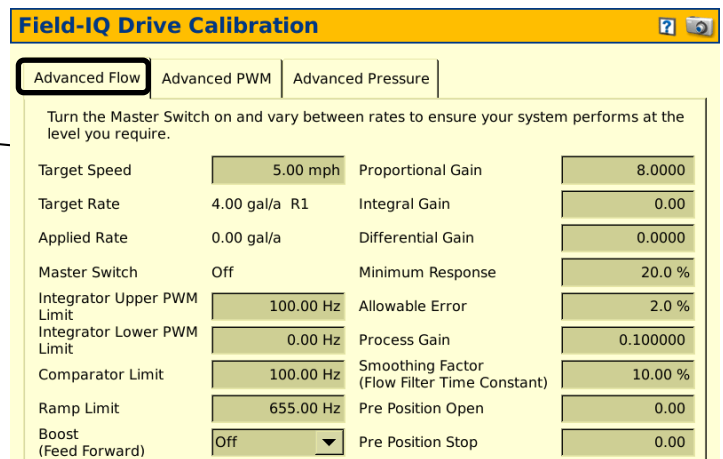 Field-IQ Drive Calibration
?
Advanced Flow Advanced PWM Advanced Pressure
Turn the Master Switch on and vary between rates to ensure your system performs at the
level you require.
Target Speed 5.00 mph Proportional Gain 8.0000
Target Rate 4.00 gal/a R1 Integral Gain 0.00
Applied Rate 0.00 gal/a Differential Gain 0.0000
Master Switch Off Minimum Response 20.0 %
Integrator Upper PWM
Limit 100.00 Hz Allowable Error 2.0 %
Integrator Lower PWM
Limit 0.00 Hz Process Gain 0.100000
Comparator Limit 100.00 Hz Smoothing Factor
(Flow Filter Time Constant) 10.00 %
Ramp Limit 655.00 Hz Pre Position Open 0.00
Boost
(Feed Forward) Off Pre Position Stop 0.00